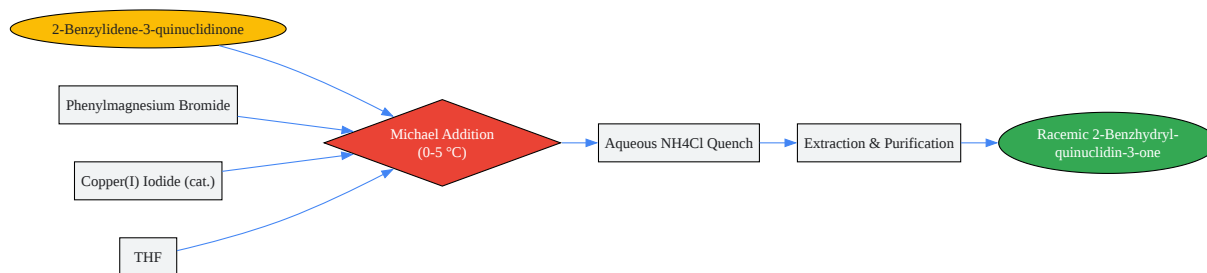 2-Benzylidene-3-quinuclidinone
Phenylmagnesium Bromide
Copper(I) Iodide (cat.)
THF
Michael Addition
(0-5 °C)
Aqueous NH4Cl Quench
Extraction & Purification
Racemic 2-Benzhydryl-
quinuclidin-3-one